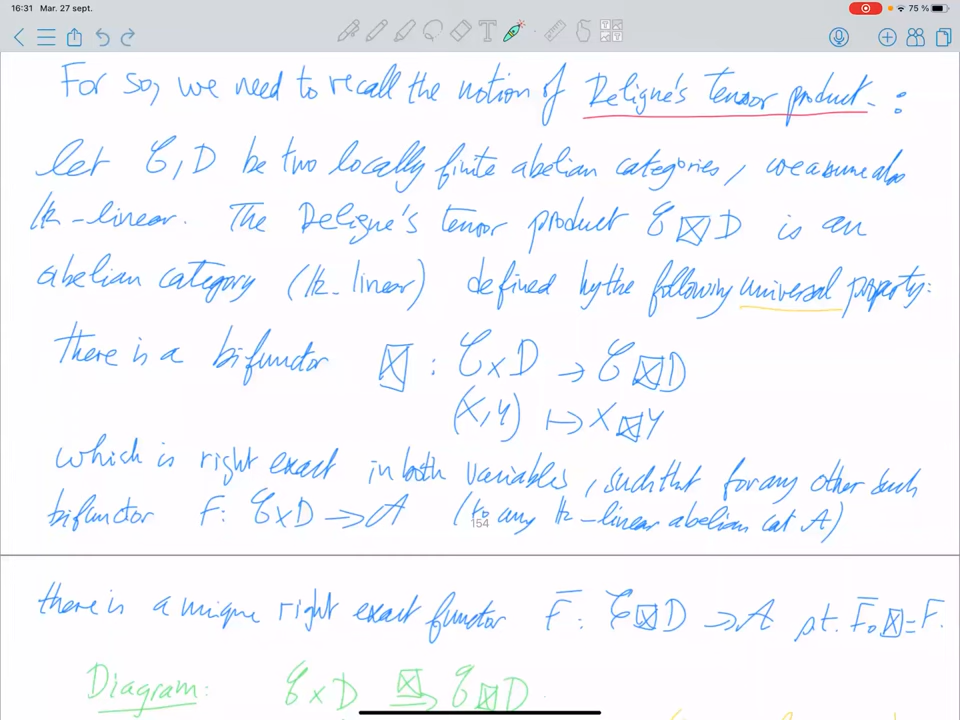 16:31 Mar. 27 sept. 75 %
For so, we need to recall the notion of Deligne's tensor product. :
let 𝒞, D be two locally finite abelian categories, we assume also
𝕜-linear. The Deligne's tensor product 𝒞 ⊠ D is an
abelian category (𝕜-linear) defined by the following universal property:
there is a bifunctor ⊠ : 𝒞 × D → 𝒞 ⊠ D
(X, Y) ↦ X ⊠ Y
which is right exact in both variables, such that for any other such
bifunctor F: 𝒞 × D → 𝒜 (to any 𝕜-linear abelian cat 𝒜)
154
there is a unique right exact functor F̄ : 𝒞 ⊠ D → 𝒜 s.t. F̄ ∘ ⊠ = F.
Diagram: 𝒞 × D ⊠→ 𝒞 ⊠ D